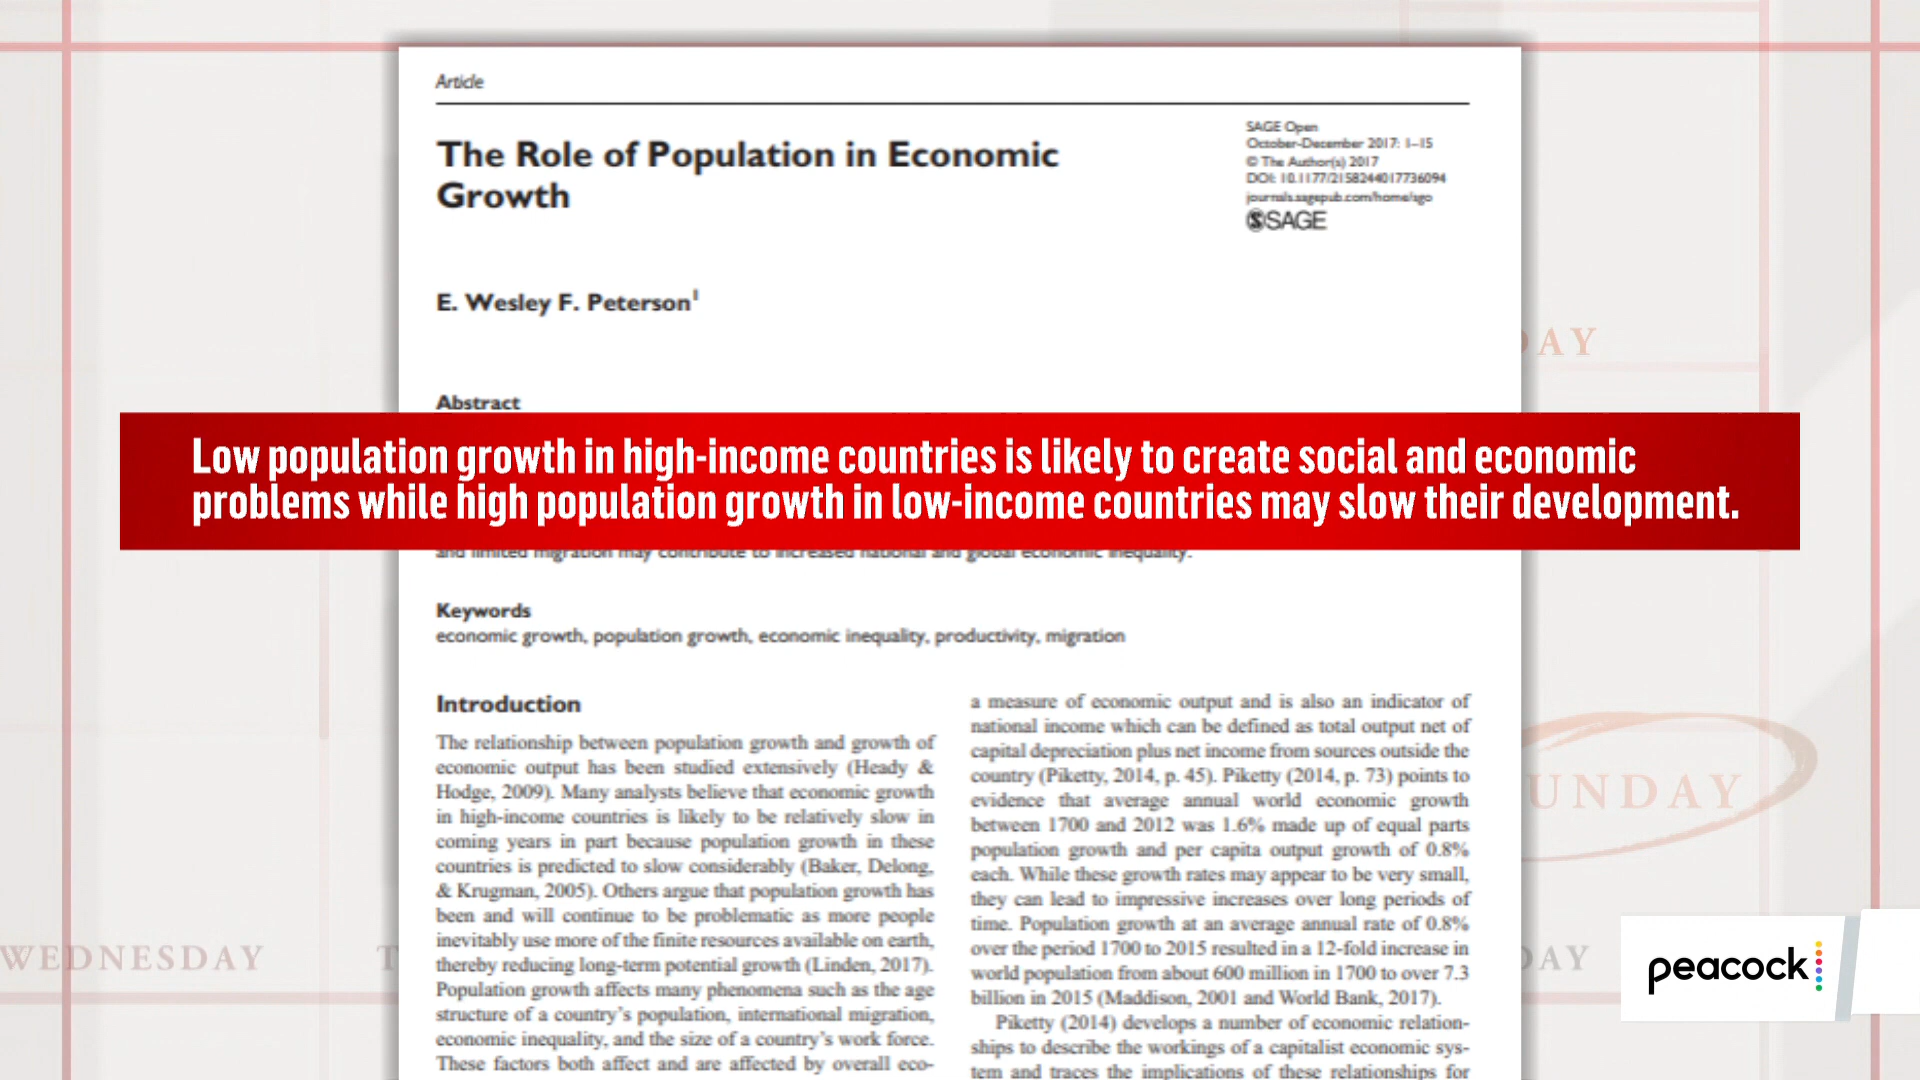 Article
The Role of Population in Economic
Growth
SAGE Open
October-December 2017: 1–15
© The Author(s) 2017
DOI: 10.1177/2158244017736094
journals.sagepub.com/home/sgo
SAGE
E. Wesley F. Peterson1
Abstract
Low population growth in high-income countries is likely to create social and economic
problems while high population growth in low-income countries may slow their development.
and limited migration may contribute to increased national and global economic inequality.
Keywords
economic growth, population growth, economic inequality, productivity, migration
Introduction
The relationship between population growth and growth of
economic output has been studied extensively (Heady &
Hodge, 2009). Many analysts believe that economic growth
in high-income countries is likely to be relatively slow in
coming years in part because population growth in these
countries is predicted to slow considerably (Baker, Delong,
& Krugman, 2005). Others argue that population growth has
been and will continue to be problematic as more people
inevitably use more of the finite resources available on earth,
thereby reducing long-term potential growth (Linden, 2017).
Population growth affects many phenomena such as the age
structure of a country's population, international migration,
economic inequality, and the size of a country's work force.
These factors both affect and are affected by overall eco-
a measure of economic output and is also an indicator of
national income which can be defined as total output net of
capital depreciation plus net income from sources outside the
country (Piketty, 2014, p. 45). Piketty (2014, p. 73) points to
evidence that average annual world economic growth
between 1700 and 2012 was 1.6% made up of equal parts
population growth and per capita output growth of 0.8%
each. While these growth rates may appear to be very small,
they can lead to impressive increases over long periods of
time. Population growth at an average annual rate of 0.8%
over the period 1700 to 2015 resulted in a 12-fold increase in
world population from about 600 million in 1700 to over 7.3
billion in 2015 (Maddison, 2001 and World Bank, 2017).
Piketty (2014) develops a number of economic relation-
ships to describe the workings of a capitalist economic sys-
tem and traces the implications of these relationships for
DAY
UNDAY
WEDNESDAY
T
DAY
peacock